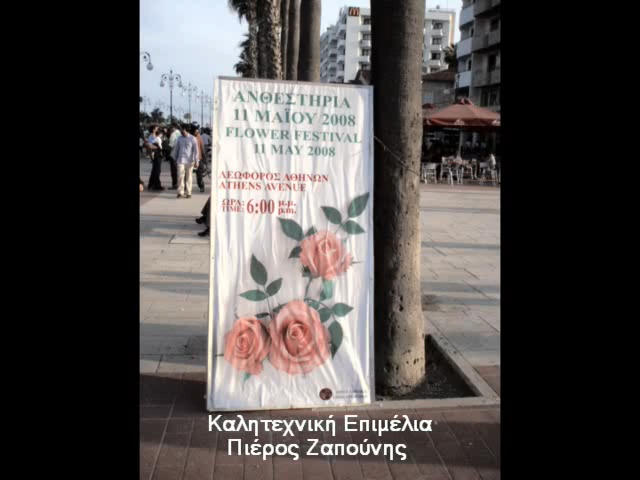 ΑΝΘΕΣΤΗΡΙΑ
11 ΜΑΪΟΥ 2008
FLOWER FESTIVAL
11 MAY 2008
ΛΕΩΦΟΡΟΣ ΑΘΗΝΩΝ
ATHENS AVENUE
ΩΡΑ: 6:00 μ.μ.
TIME: p.m.
Καλητεχνική Επιμέλια
Πιέρος Ζαπούνης